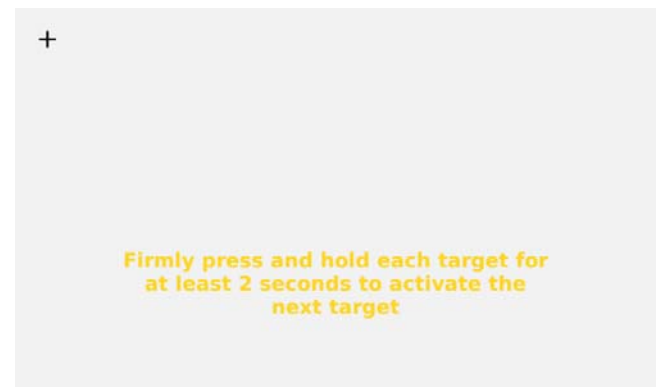 Firmly press and hold each target for
at least 2 seconds to activate the
next target